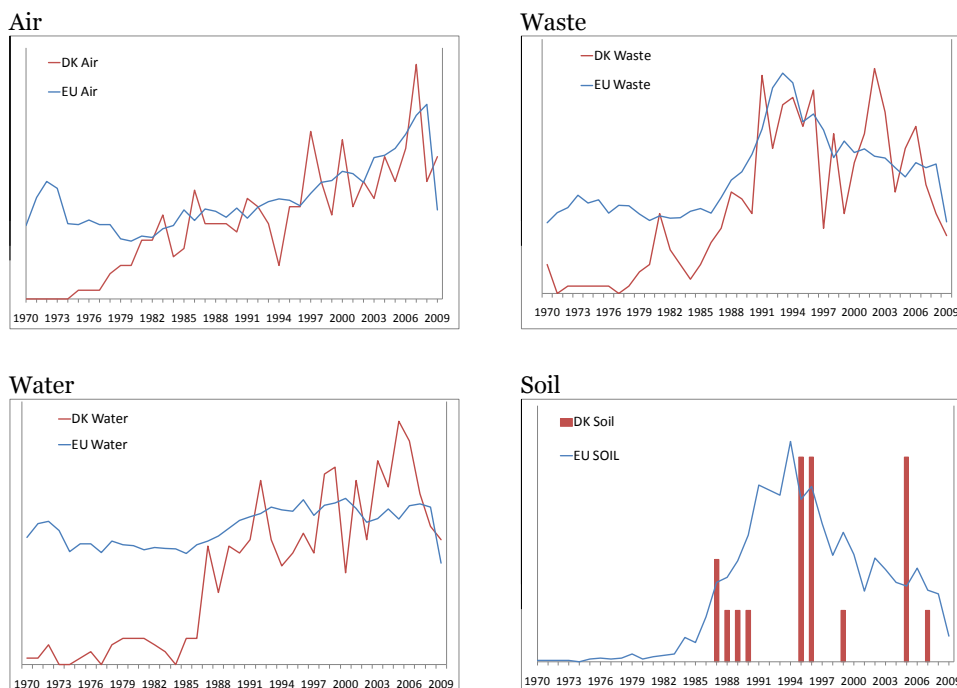 Air
DK Air
EU Air
1970 1973 1976 1979 1982 1985 1988 1991 1994 1997 2000 2003 2006 2009
Waste
DK Waste
EU Waste
1970 1973 1976 1979 1982 1985 1988 1991 1994 1997 2000 2003 2006 2009
Water
DK Water
EU Water
1970 1973 1976 1979 1982 1985 1988 1991 1994 1997 2000 2003 2006 2009
Soil
DK Soil
EU SOIL
1970 1973 1976 1979 1982 1985 1988 1991 1994 1997 2000 2003 2006 2009